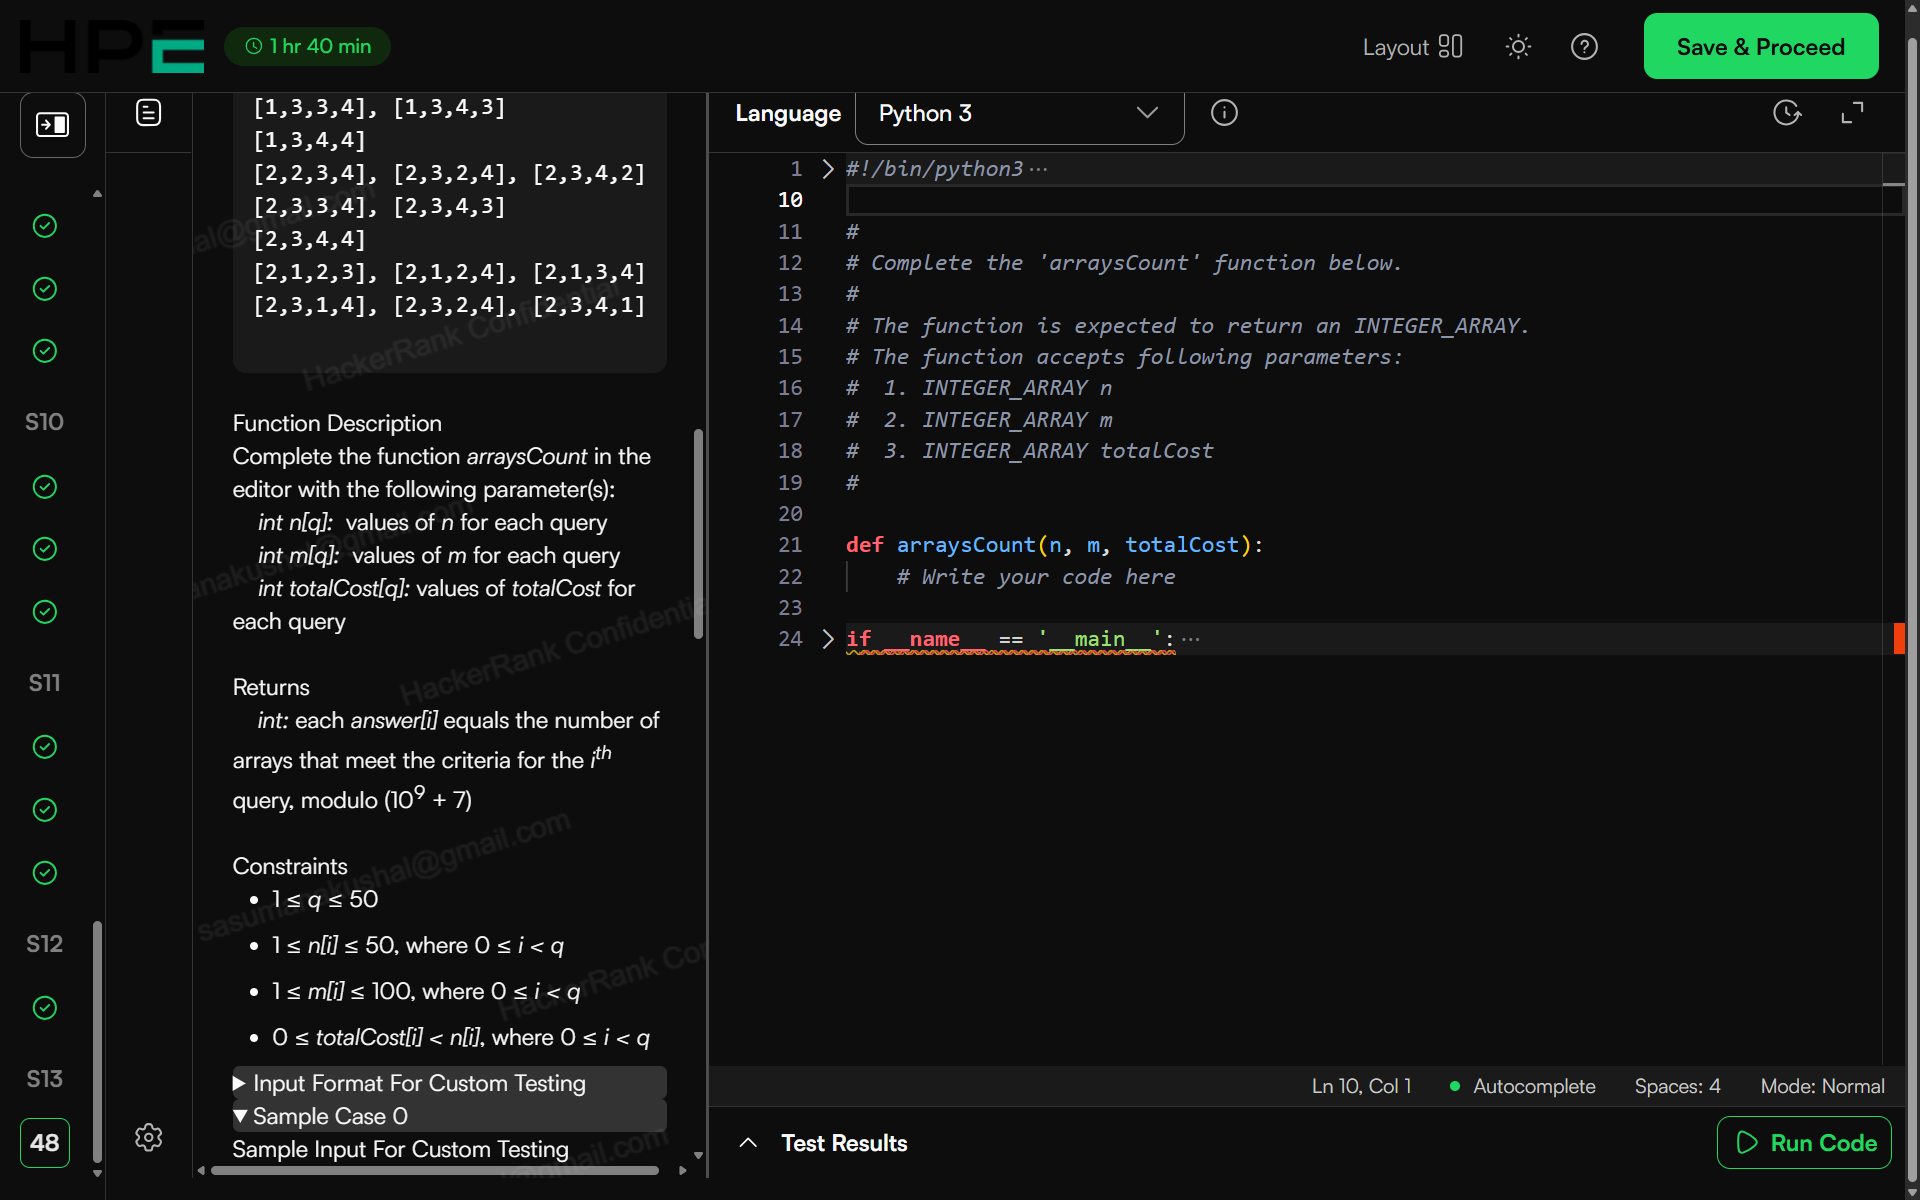 HPE
1 hr 40 min
Layout
Save & Proceed
S10
S11
S12
S13
48
[1,3,3,4], [1,3,4,3]
[1,3,4,4]
[2,2,3,4], [2,3,2,4], [2,3,4,2]
[2,3,3,4], [2,3,4,3]
[2,3,4,4]
[2,1,2,3], [2,1,2,4], [2,1,3,4]
[2,3,1,4], [2,3,2,4], [2,3,4,1]
Function Description
Complete the function arraysCount in the
editor with the following parameter(s):
int n[q]: values of n for each query
int m[q]: values of m for each query
int totalCost[q]: values of totalCost for
each query
Returns
int: each answer[i] equals the number of
arrays that meet the criteria for the ith
query, modulo (10^9 + 7)
Constraints
• 1 ≤ q ≤ 50
• 1 ≤ n[i] ≤ 50, where 0 ≤ i < q
• 1 ≤ m[i] ≤ 100, where 0 ≤ i < q
• 0 ≤ totalCost[i] < n[i], where 0 ≤ i < q
Input Format For Custom Testing
Sample Case 0
Sample Input For Custom Testing
HackerRank Confidential
HackerRank Confidential
sasumanakushal@gmail.com
Language
Python 3
1 #!/bin/python3 ···
10
11 #
12 # Complete the 'arraysCount' function below.
13 #
14 # The function is expected to return an INTEGER_ARRAY.
15 # The function accepts following parameters:
16 #  1. INTEGER_ARRAY n
17 #  2. INTEGER_ARRAY m
18 #  3. INTEGER_ARRAY totalCost
19 #
20
21 def arraysCount(n, m, totalCost):
22     # Write your code here
23
24 if __name__ == '__main__': ···
Ln 10, Col 1
Autocomplete
Spaces: 4
Mode: Normal
Test Results
Run Code